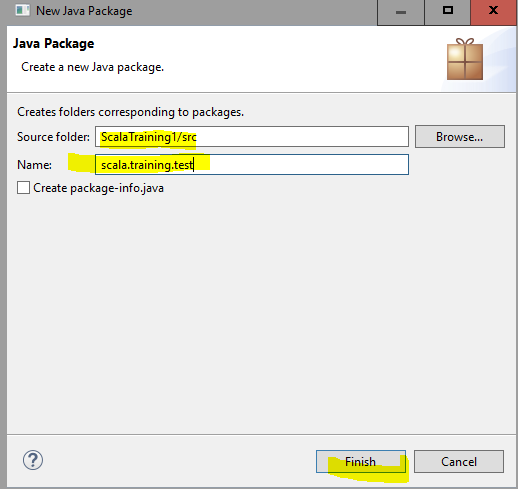 New Java Package
Java Package
Create a new Java package.
Creates folders corresponding to packages.
Source folder: ScalaTraining1/src Browse...
Name: scala.training.test
Create package-info.java
? Finish Cancel